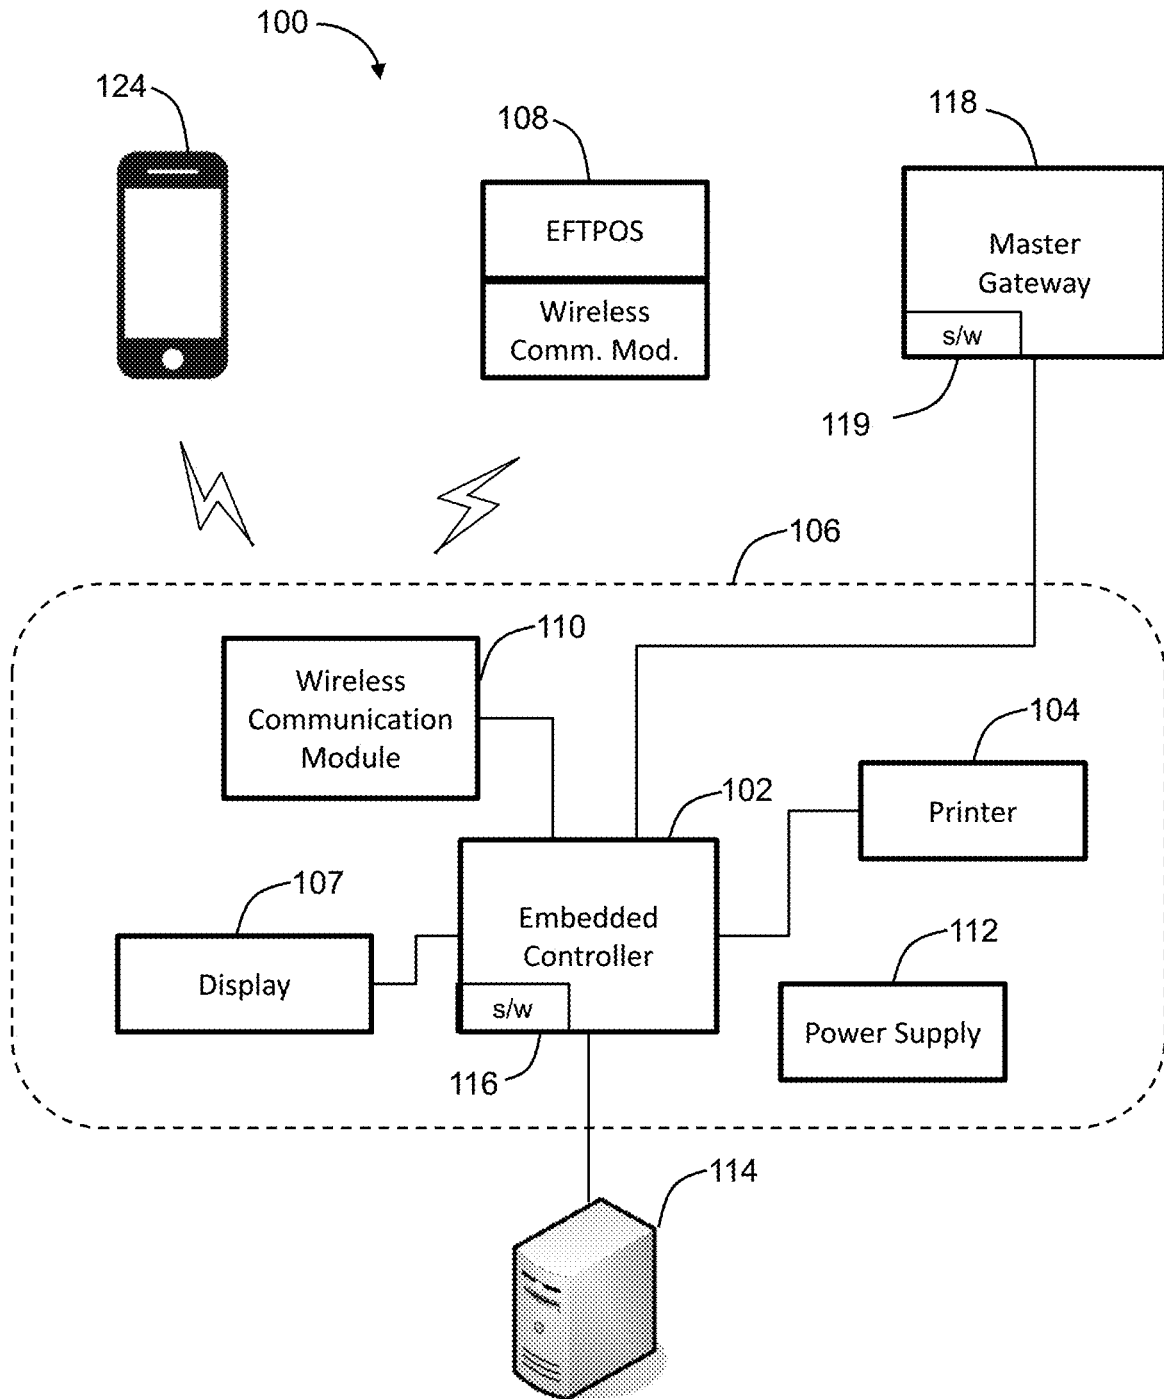 100
124
108
118
EFTPOS
Wireless
Comm. Mod.
Master
Gateway
s/w
119
106
110
Wireless
Communication
Module
104
Printer
102
107
Embedded
Controller
Display
s/w
112
Power Supply
116
114